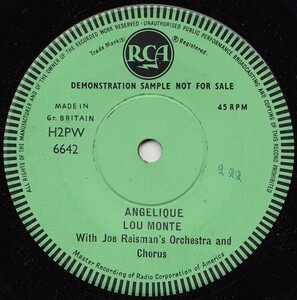 ALL RIGHTS OF THE MANUFACTURER AND OF THE OWNER OF THE RECORDED WORK RESERVED - UNAUTHORISED PUBLIC PERFORMANCE BROADCASTING AND COPYING OF THIS RECORD PROHIBITED
RCA
Trade Mark(s) ® Registered.
DEMONSTRATION SAMPLE NOT FOR SALE
MADE IN
Gt. BRITAIN
45 RPM
H2PW
6642
2-22
ANGELIQUE
LOU MONTE
With Joe Reisman's Orchestra and
Chorus
Master Recording of Radio Corporation of America